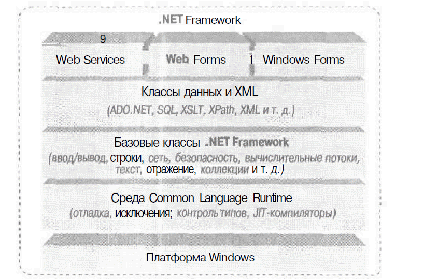 .NET Framework
9
Web Services Web Forms Windows Forms
Классы данных и XML
(ADO.NET, SQL, XSLT, XPath, XML и т. д.)
Базовые классы .NET Framework
(ввод/вывод, строки, сеть, безопасность, вычислительные потоки,
текст, отражение, коллекции и т. д.)
Среда Common Language Runtime
(отладка, исключения; контроль типов, JIT-компиляторы)
Платформа Windows